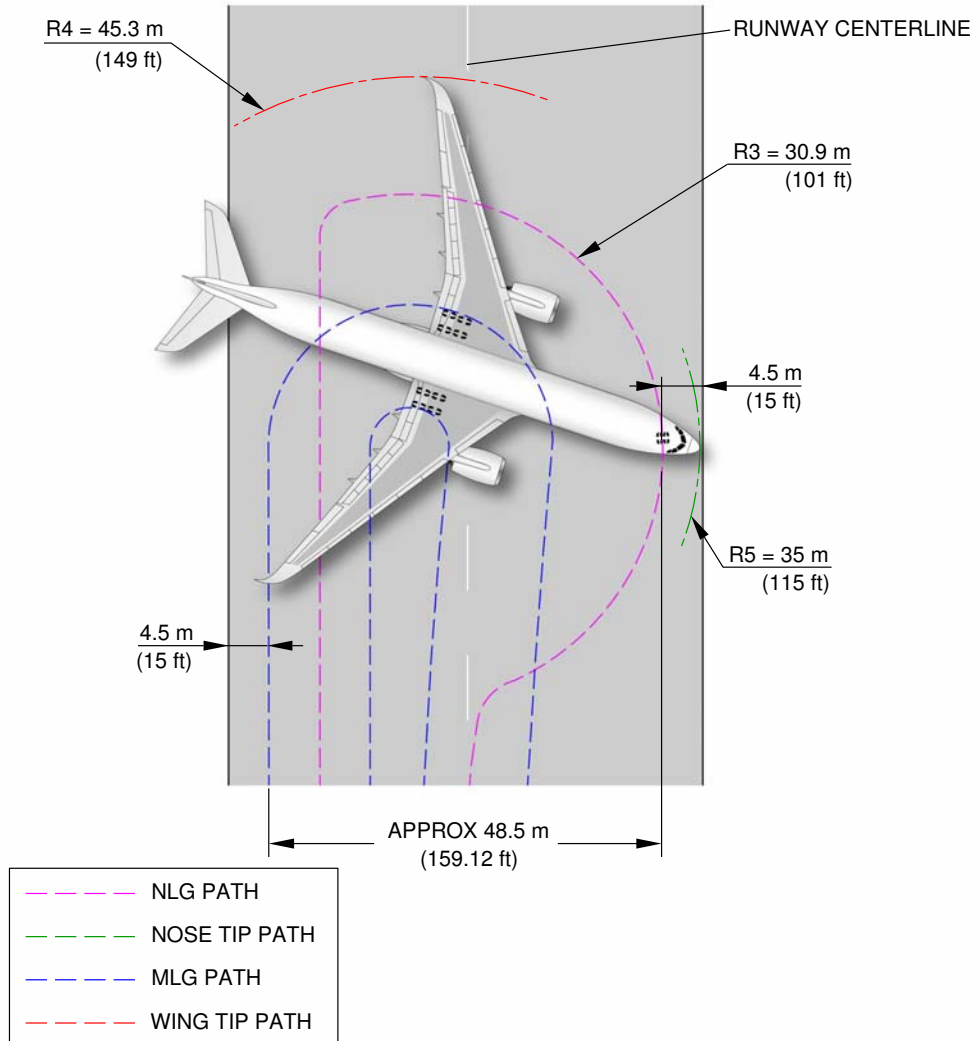 R4 = 45.3 m
(149 ft)
RUNWAY CENTERLINE
R3 = 30.9 m
(101 ft)
4.5 m
(15 ft)
R5 = 35 m
(115 ft)
4.5 m
(15 ft)
APPROX 48.5 m
(159.12 ft)
NLG PATH
NOSE TIP PATH
MLG PATH
WING TIP PATH